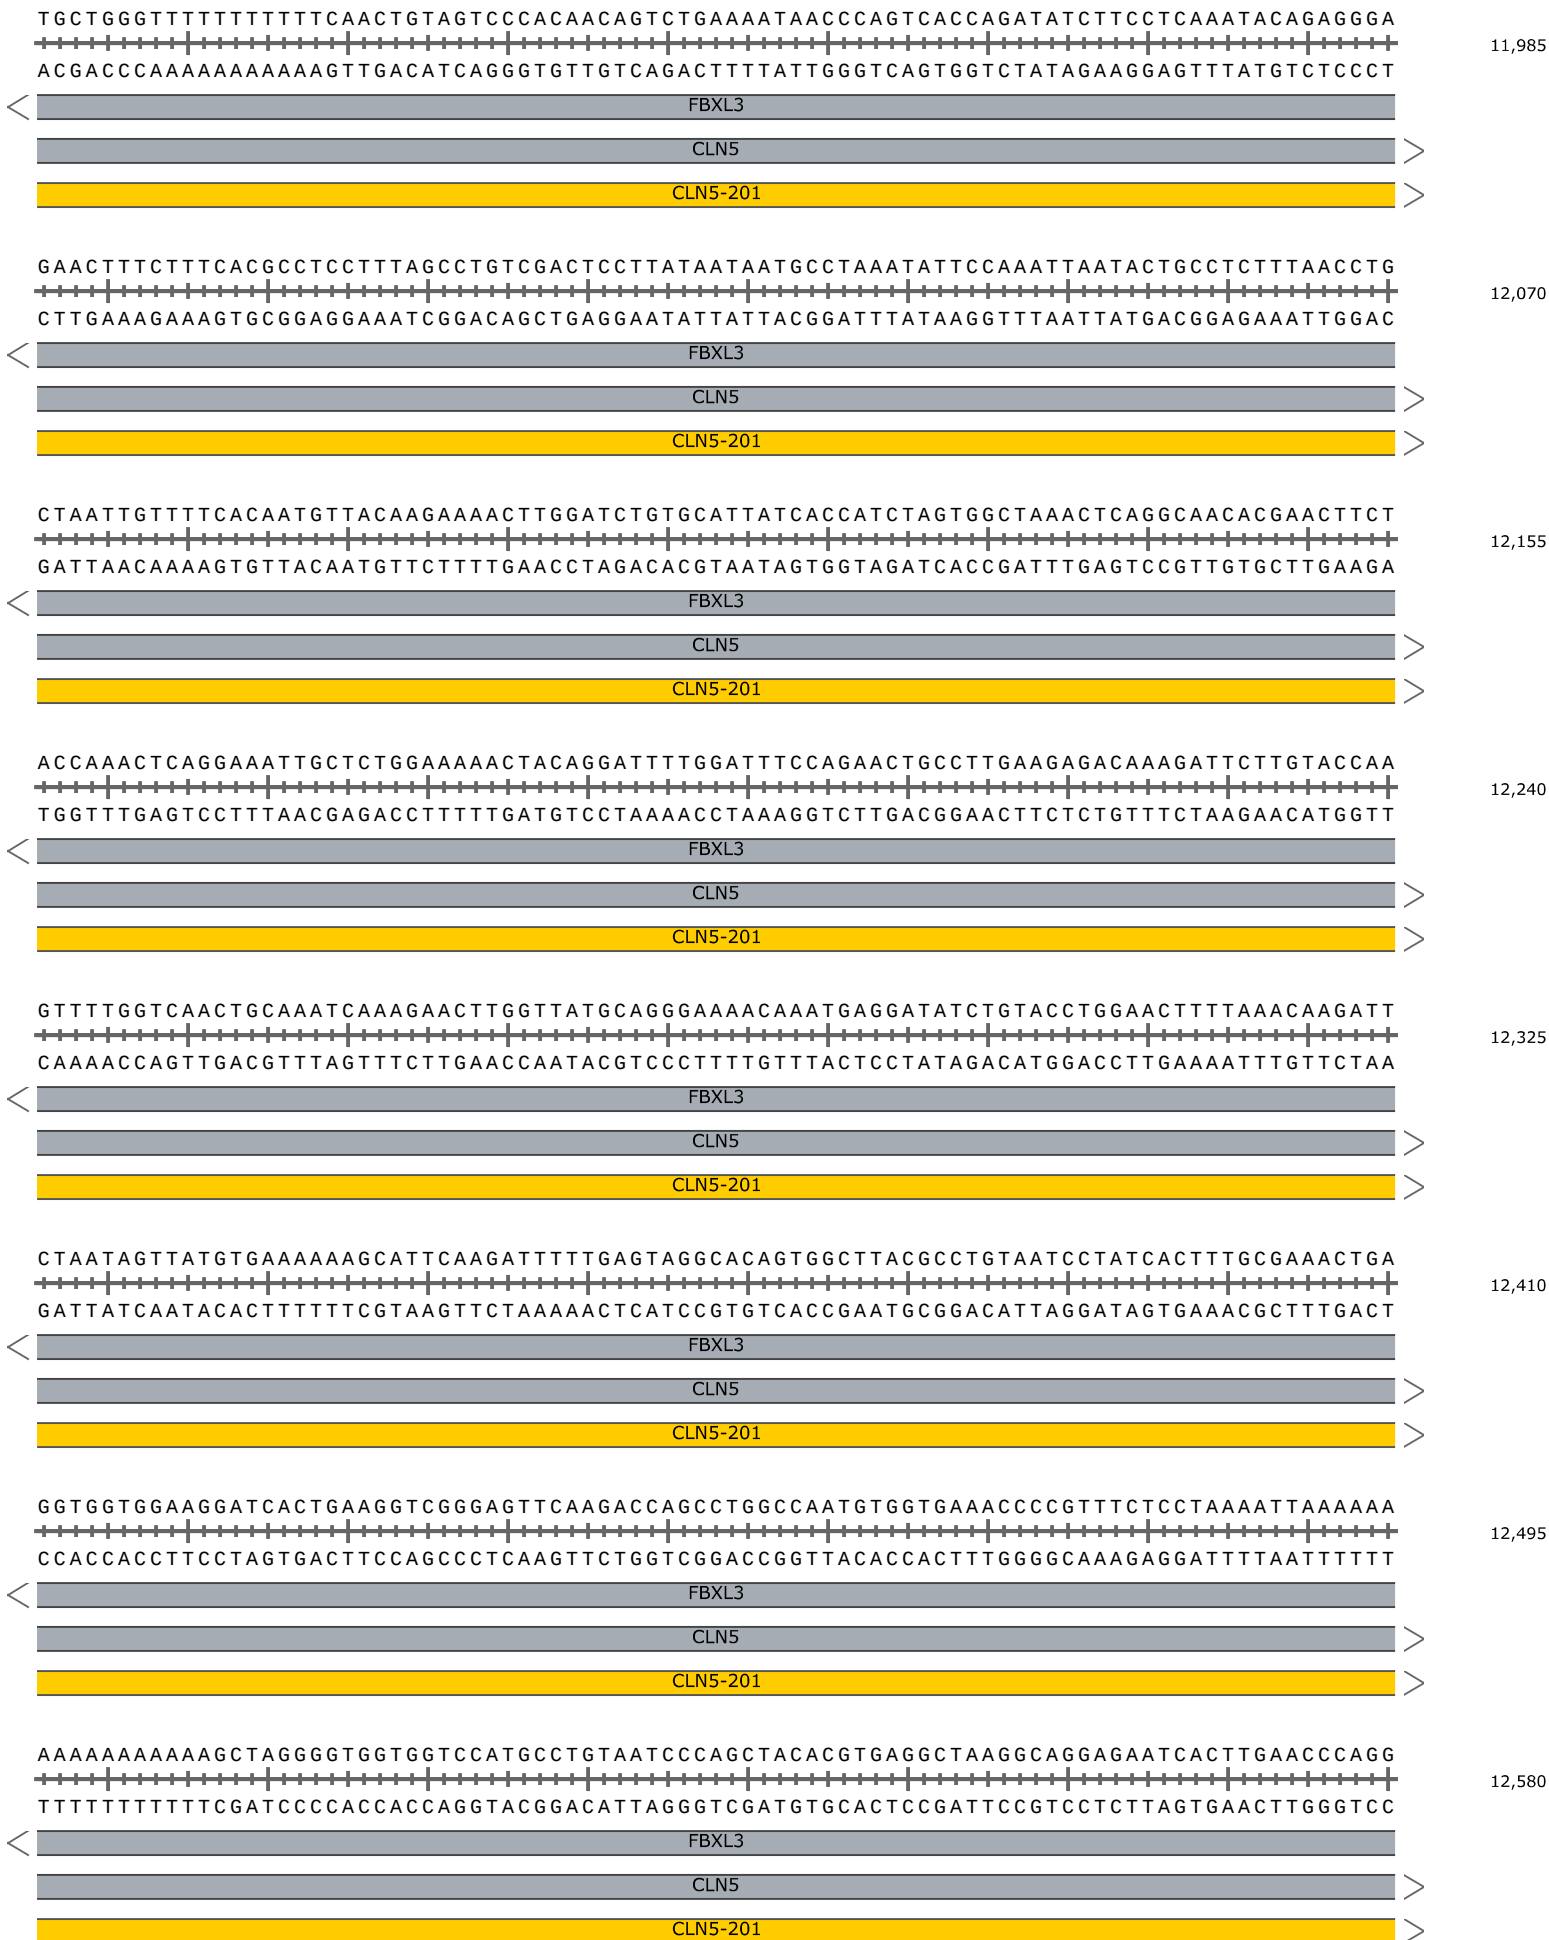 TGCTGGGTTTTTTTTTTTTCAACTGTAGTCCCACAACAGTCTGAAAATAACCCAGTCACCAGATATCTTCCTCAAATACAGAGGGA
11,985
ACGACCCAAAAAAAAAAAAGTTGACATCAGGGTGTTGTCAGACTTTTATTGGGTCAGTGGTCTATAGAAGGAGTTTATGTCTCCCT
FBXL3
CLN5
CLN5-201
GAACTTTCTTTCACGCCTCCTTTAGCCTGTCGACTCCTTATAATAATGCCTAAATATTCCAAATTAATACTGCCTCTTTAACCTG
12,070
CTTGAAAGAAAGTGCGGAGGAAATCGGACAGCTGAGGAATATTATTACGGATTTATAAGGTTTAATTATGACGGAGAAATTGGAC
FBXL3
CLN5
CLN5-201
CTAATTGTTTTCACAATGTTACAAGAAAACTTGGATCTGTGCATTATCACCATCTAGTGGCTAAACTCAGGCAACACGAACTTCT
12,155
GATTAACAAAAGTGTTACAATGTTCTTTTGAACCTAGACACGTAATAGTGGTAGATCACCGATTTGAGTCCGTTGTGCTTGAAGA
FBXL3
CLN5
CLN5-201
ACCAAACTCAGGAAATTGCTCTGGAAAAACTACAGGATTTTGGATTTCCAGAACTGCCTTGAAGAGACAAAGATTCTTGTACCAA
12,240
TGGTTTGAGTCCTTTAACGAGACCTTTTTGATGTCCTAAAACCTAAAGGTCTTGACGGAACTTCTCTGTTTCTAAGAACATGGTT
FBXL3
CLN5
CLN5-201
GTTTTGGTCAACTGCAAATCAAAGAACTTGGTTATGCAGGGAAAACAAATGAGGATATCTGTACCTGGAACTTTTAAACAAGATT
12,325
CAAAACCAGTTGACGTTTAGTTTCTTGAACCAATACGTCCCTTTTGTTTACTCCTATAGACATGGACCTTGAAAATTTGTTCTAA
FBXL3
CLN5
CLN5-201
CTAATAGTTATGTGAAAAAAGCATTCAAGATTTTTGAGTAGGCACAGTGGCTTACGCCTGTAATCCTATCACTTTGCGAAACTGA
12,410
GATTATCAATACACTTTTTTCGTAAGTTCTAAAAACTCATCCGTGTCACCGAATGCGGACATTAGGATAGTGAAACGCTTTGACT
FBXL3
CLN5
CLN5-201
GGTGGTGGAAGGATCACTGAAGGTCGGGAGTTCAAGACCAGCCTGGCCAATGTGGTGAAACCCCGTTTCTCCTAAAATTAAAAAA
12,495
CCACCACCTTCCTAGTGACTTCCAGCCCTCAAGTTCTGGTCGGACCGGTTACACCACTTTGGGGCAAAGAGGATTTTAATTTTTT
FBXL3
CLN5
CLN5-201
AAAAAAAAAAAGCTAGGGGTGGTGGTCCATGCCTGTAATCCCAGCTACACGTGAGGCTAAGGCAGGAGAATCACTTGAACCCAGG
12,580
TTTTTTTTTTTCGATCCCCACCACCAGGTACGGACATTAGGGTCGATGTGCACTCCGATTCCGTCCTCTTAGTGAACTTGGGTCC
FBXL3
CLN5
CLN5-201